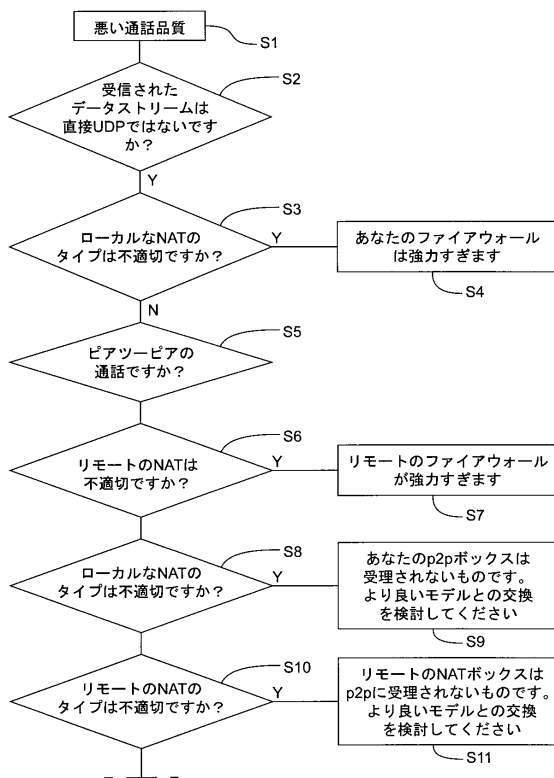 悪い通話品質
S1
受信された
データストリームは
直接UDPではないです
か？
S2
Y
ローカルなNATの
タイプは不適切ですか？
S3
Y
あなたのファイアウォール
は強力すぎます
S4
N
ピアツーピアの
通話ですか？
S5
リモートのNATは
不適切ですか？
S6
Y
リモートのファイアウォール
が強力すぎます
S7
ローカルなNATの
タイプは不適切ですか？
S8
Y
あなたのp2pボックスは
受理されないものです。
より良いモデルとの交換
を検討してください
S9
リモートのNATの
タイプは不適切ですか？
S10
Y
リモートのNATボックスは
p2pに受理されないものです。
より良いモデルとの交換
を検討してください
S11